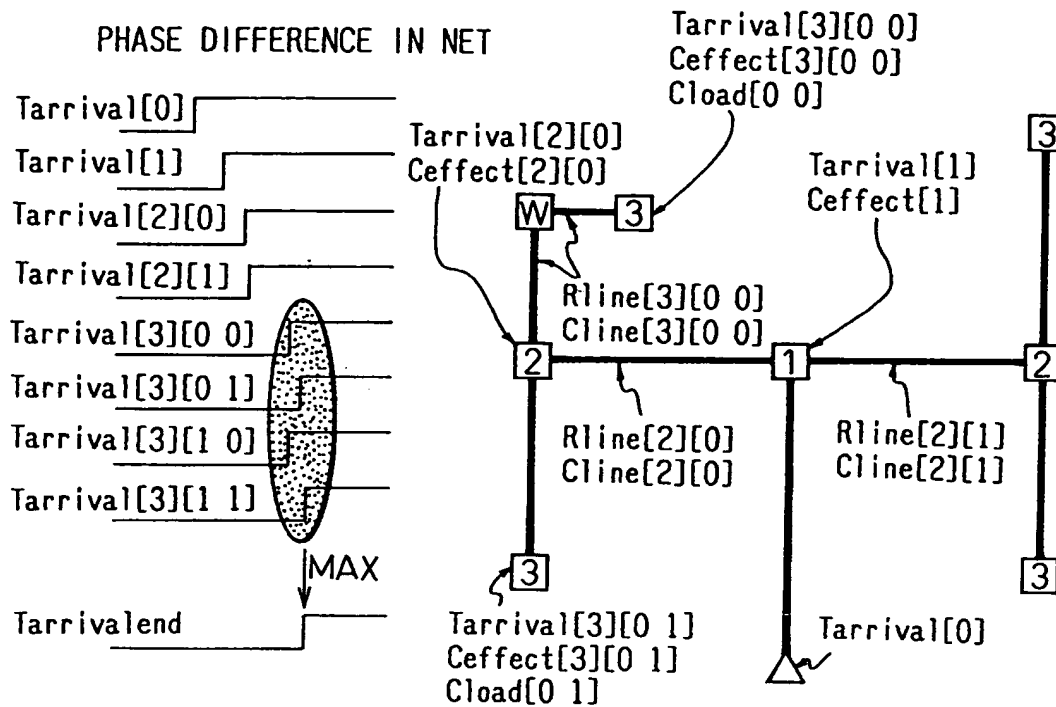 PHASE DIFFERENCE IN NET
Tarrival[0]
Tarrival[1]
Tarrival[2][0]
Tarrival[2][1]
Tarrival[3][0 0]
Tarrival[3][0 1]
Tarrival[3][1 0]
Tarrival[3][1 1]
MAX
Tarrivalend
Tarrival[3][0 0]
Ceffect[3][0 0]
Cload[0 0]
Tarrival[2][0]
Ceffect[2][0]
Tarrival[1]
Ceffect[1]
3
W
3
Rline[3][0 0]
Cline[3][0 0]
2
1
2
Rline[2][0]
Cline[2][0]
Rline[2][1]
Cline[2][1]
3
3
Tarrival[3][0 1]
Ceffect[3][0 1]
Cload[0 1]
Tarrival[0]